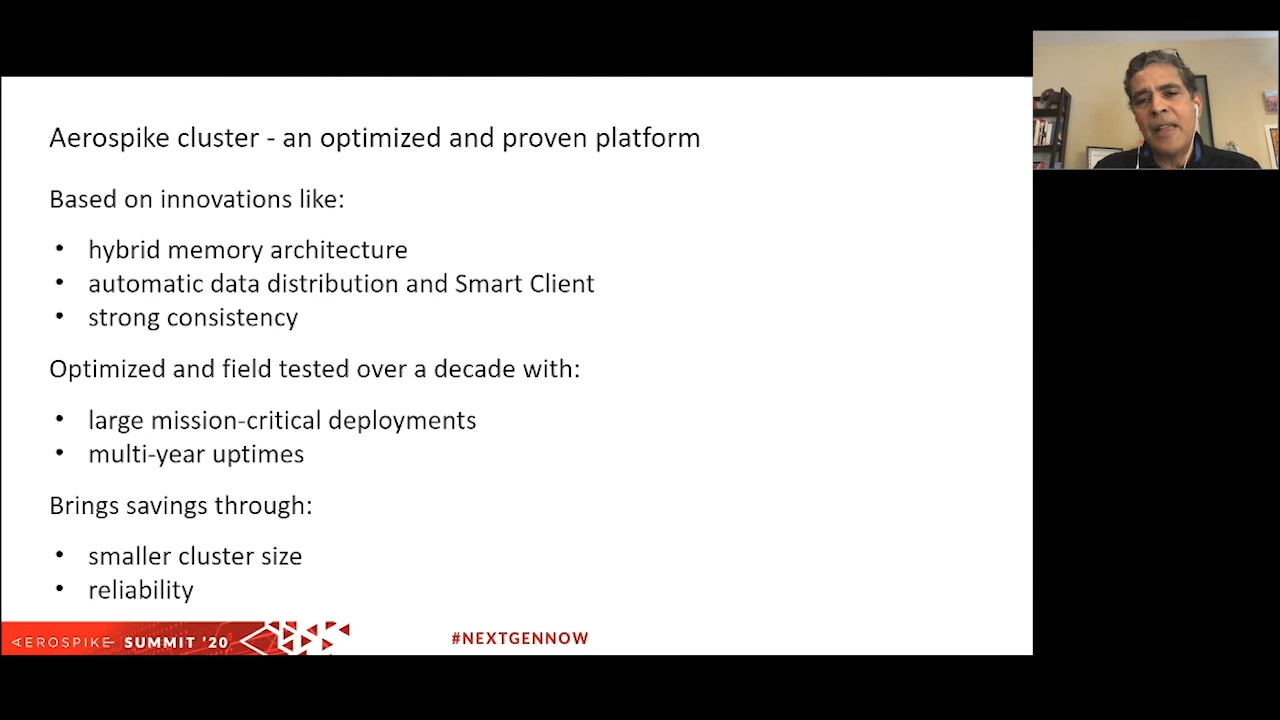 Aerospike cluster - an optimized and proven platform
Based on innovations like:
• hybrid memory architecture
• automatic data distribution and Smart Client
• strong consistency
Optimized and field tested over a decade with:
• large mission-critical deployments
• multi-year uptimes
Brings savings through:
• smaller cluster size
• reliability
AEROSPIKE SUMMIT '20
#NEXTGENNOW